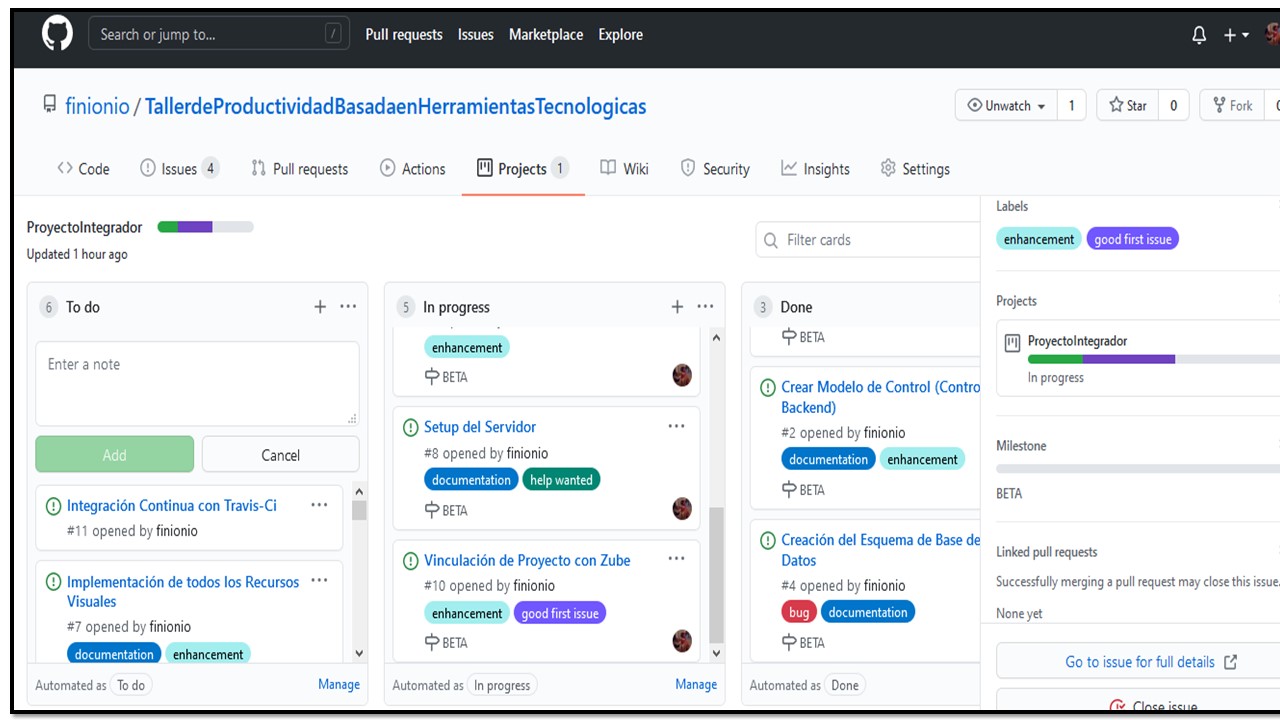 Search or jump to... /
Pull requests Issues Marketplace Explore
finionio / TallerdeProductividadBasadaenHerramientasTecnologicas
Unwatch 1 Star 0 Fork
Code Issues 4 Pull requests Actions Projects 1 Wiki Security Insights Settings
ProyectoIntegrador
Updated 1 hour ago
Filter cards
6 To do
Enter a note
Add Cancel
Integración Continua con Travis-Ci
#11 opened by finionio
Implementación de todos los Recursos
Visuales
#7 opened by finionio
documentation enhancement
Automated as To do Manage
5 In progress
enhancement
BETA
Setup del Servidor
#8 opened by finionio
documentation help wanted
BETA
Vinculación de Proyecto con Zube
#10 opened by finionio
enhancement good first issue
BETA
Automated as In progress Manage
3 Done
BETA
Crear Modelo de Control (Contro
Backend)
#2 opened by finionio
documentation enhancement
BETA
Creación del Esquema de Base de
Datos
#4 opened by finionio
bug documentation
BETA
Automated as Done
Labels
enhancement good first issue
Projects
ProyectoIntegrador
In progress
Milestone
BETA
Linked pull requests
Successfully merging a pull request may close this issue.
None yet
Go to issue for full details
Close issue